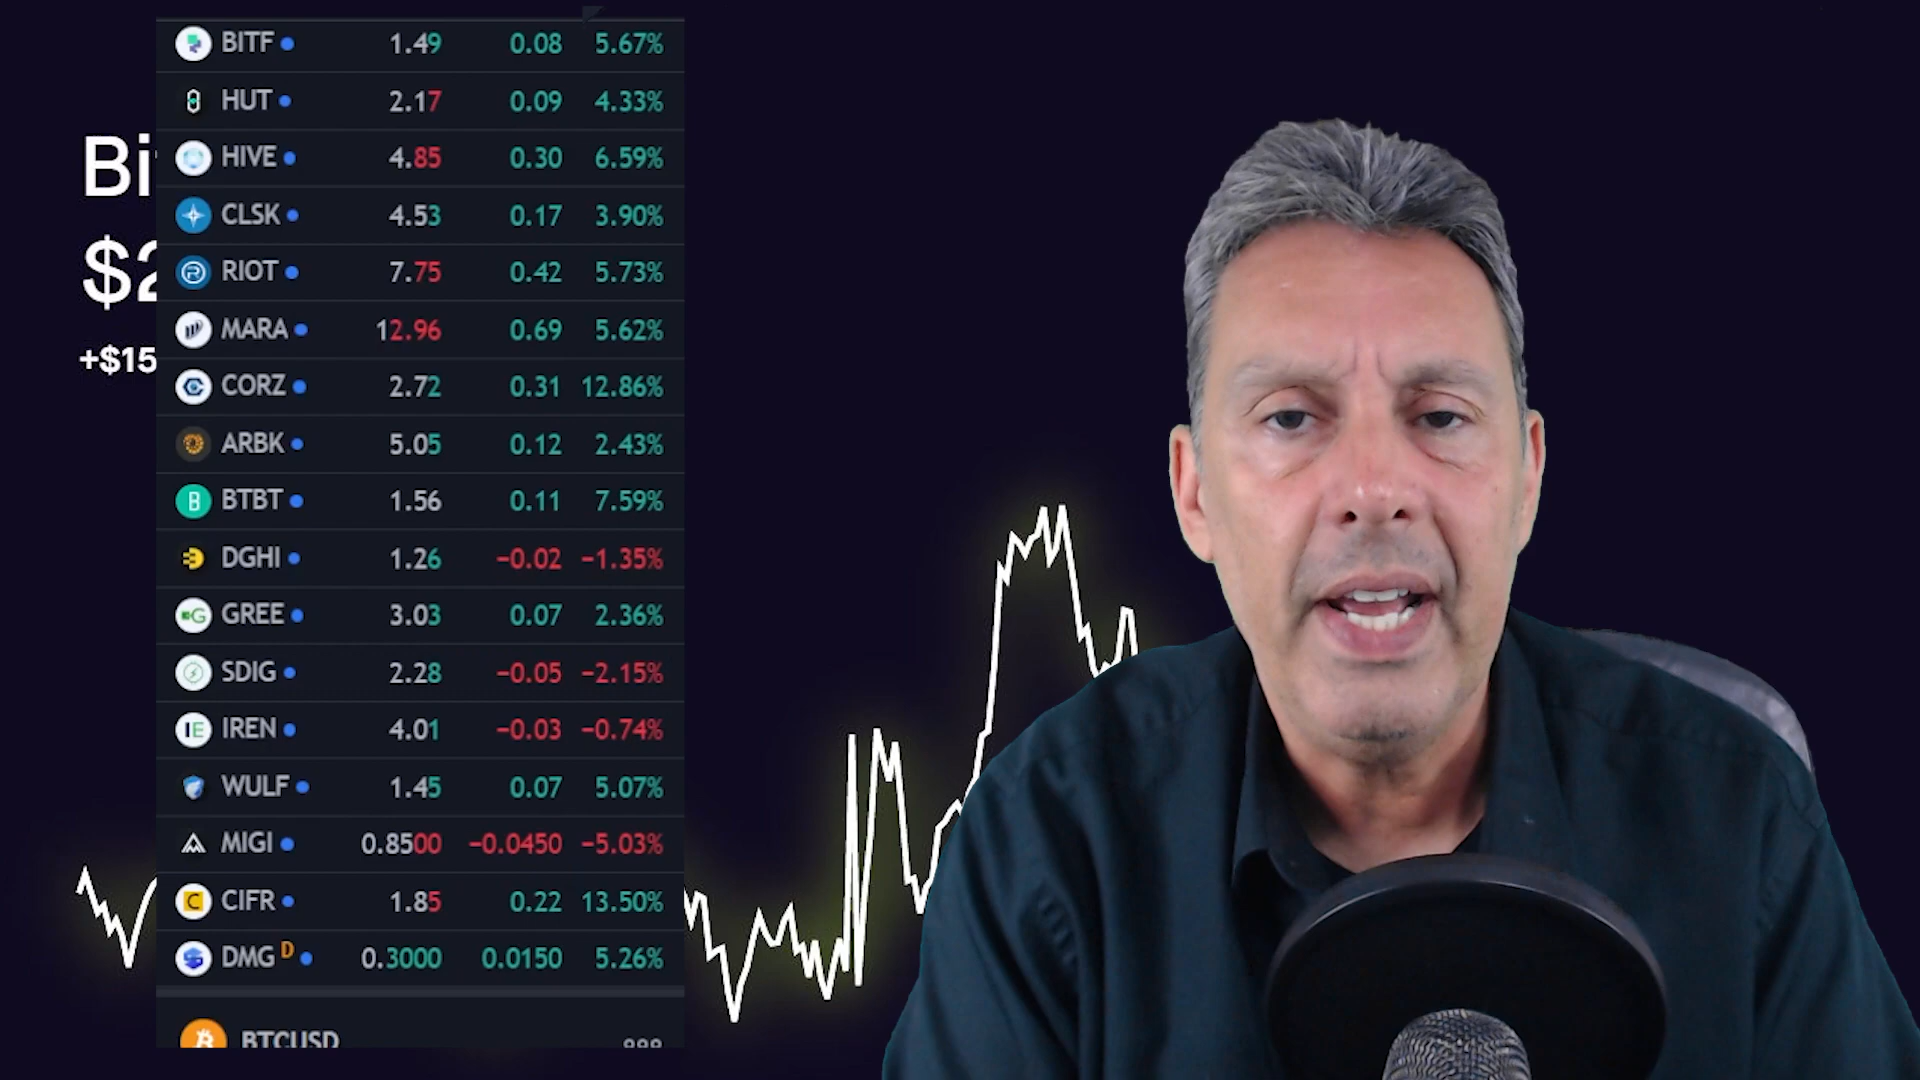 Bi
$2
+$15
BITF 1.49 0.08 5.67%
HUT 2.17 0.09 4.33%
HIVE 4.85 0.30 6.59%
CLSK 4.53 0.17 3.90%
RIOT 7.75 0.42 5.73%
MARA 12.96 0.69 5.62%
CORZ 2.72 0.31 12.86%
ARBK 5.05 0.12 2.43%
BTBT 1.56 0.11 7.59%
DGHI 1.26 −0.02 −1.35%
GREE 3.03 0.07 2.36%
SDIG 2.28 −0.05 −2.15%
IREN 4.01 −0.03 −0.74%
WULF 1.45 0.07 5.07%
MIGI 0.8500 −0.0450 −5.03%
CIFR 1.85 0.22 13.50%
DMG D 0.3000 0.0150 5.26%
BTCUSD